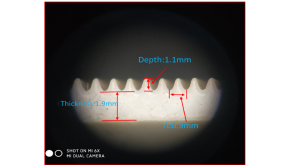 Depth:1.1mm
Thickness:1.9mm
SHOT ON MI 6X
MI DUAL CAMERA